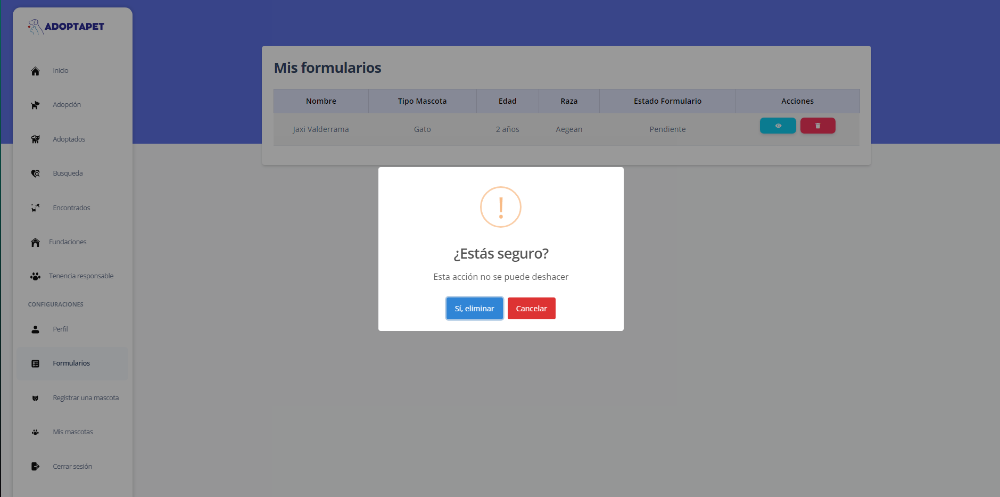 ADOPTAPET
Inicio
Adopción
Adoptados
Busqueda
Encontrados
Fundaciones
Tenencia responsable
CONFIGURACIONES
Perfil
Formularios
Registrar una mascota
Mis mascotas
Cerrar sesión
Mis formularios
Nombre Tipo Mascota Edad Raza Estado Formulario Acciones
Jaxi Valderrama Gato 2 años Aegean Pendiente
!
¿Estás seguro?
Esta acción no se puede deshacer
Sí, eliminar Cancelar